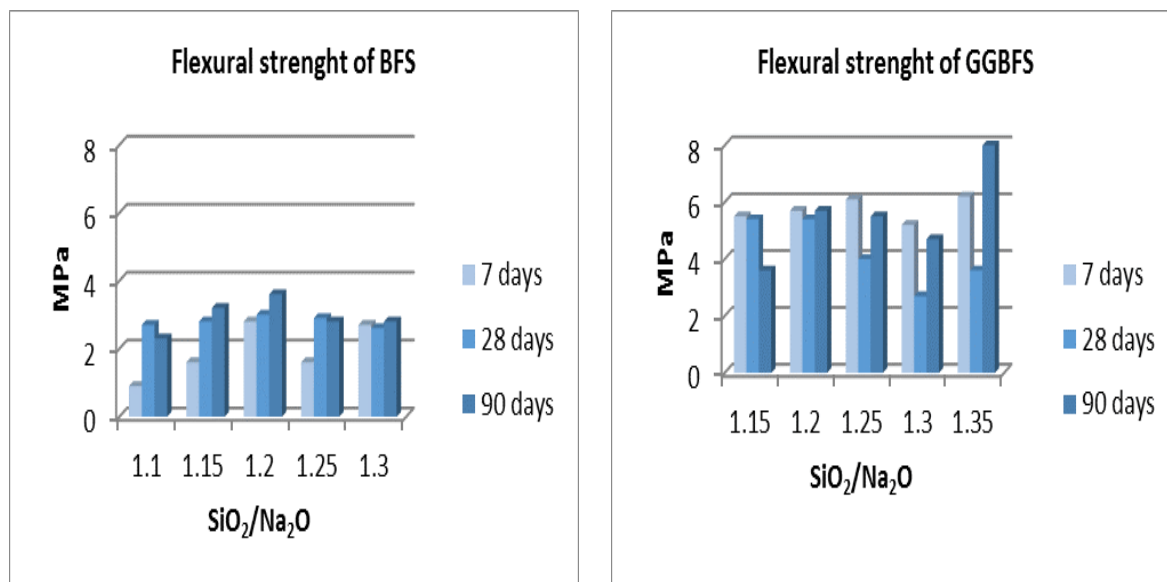 Flexural strenght of BFS
8
6
4
2
0
MPa
1.1 1.15 1.2 1.25 1.3
SiO₂/Na₂O
7 days
28 days
90 days
Flexural strenght of GGBFS
8
6
4
2
0
MPa
1.15 1.2 1.25 1.3 1.35
SiO₂/Na₂O
7 days
28 days
90 days